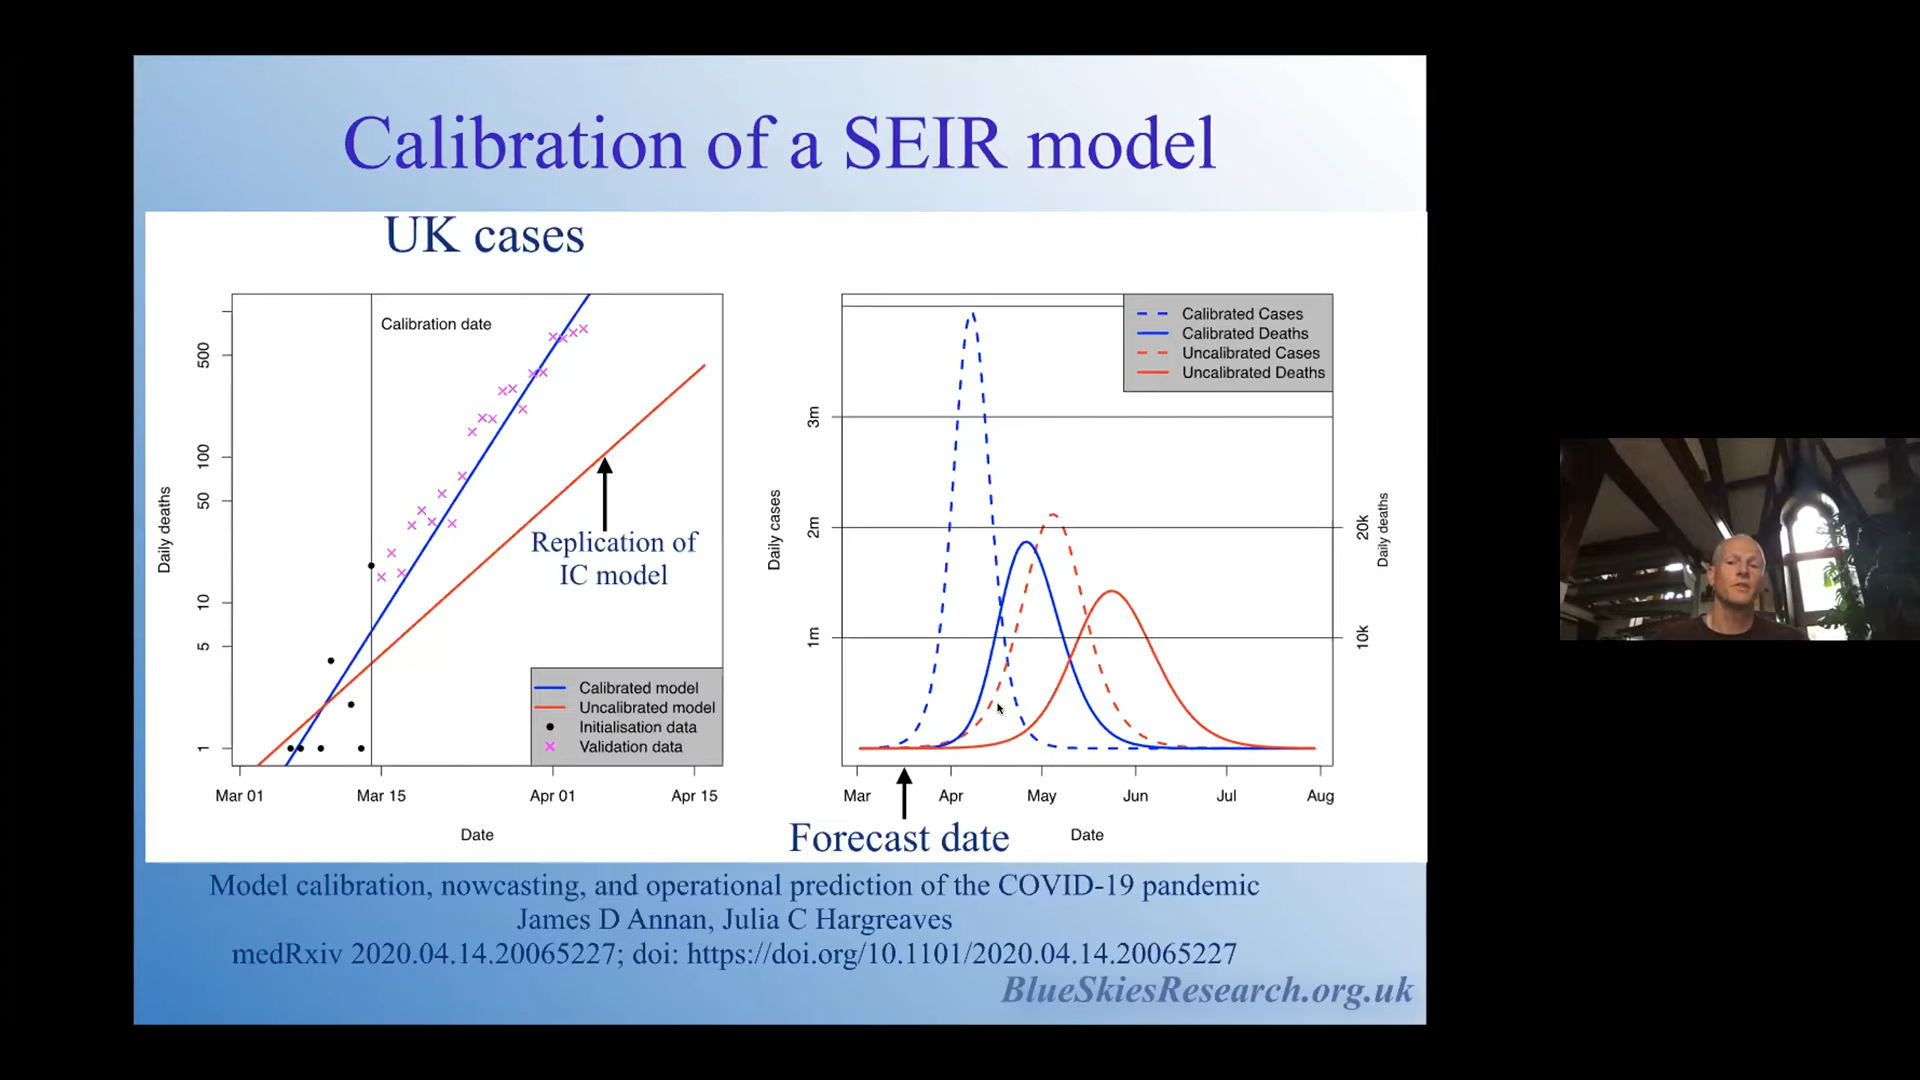 Calibration of a SEIR model
UK cases
Calibration date
500
100
50
10
5
1
Daily deaths
Replication of
IC model
Calibrated model
Uncalibrated model
Initialisation data
Validation data
Mar 01
Mar 15
Apr 01
Apr 15
Date
Calibrated Cases
Calibrated Deaths
Uncalibrated Cases
Uncalibrated Deaths
3m
2m
1m
Daily cases
20k
10k
Daily deaths
Mar
Apr
May
Jun
Jul
Aug
Forecast date
Date
Model calibration, nowcasting, and operational prediction of the COVID-19 pandemic
James D Annan, Julia C Hargreaves
medRxiv 2020.04.14.20065227; doi: https://doi.org/10.1101/2020.04.14.20065227
BlueSkiesResearch.org.uk